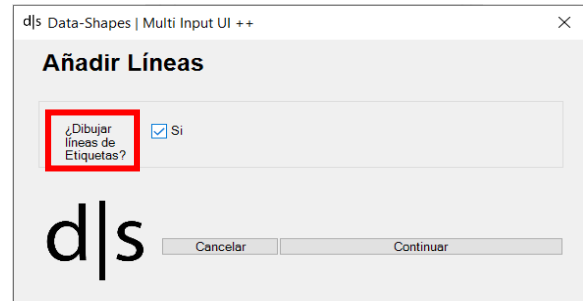 d|s Data-Shapes | Multi Input UI ++
Añadir Líneas
¿Dibujar
líneas de
Etiquetas?
Si
d|s
Cancelar
Continuar